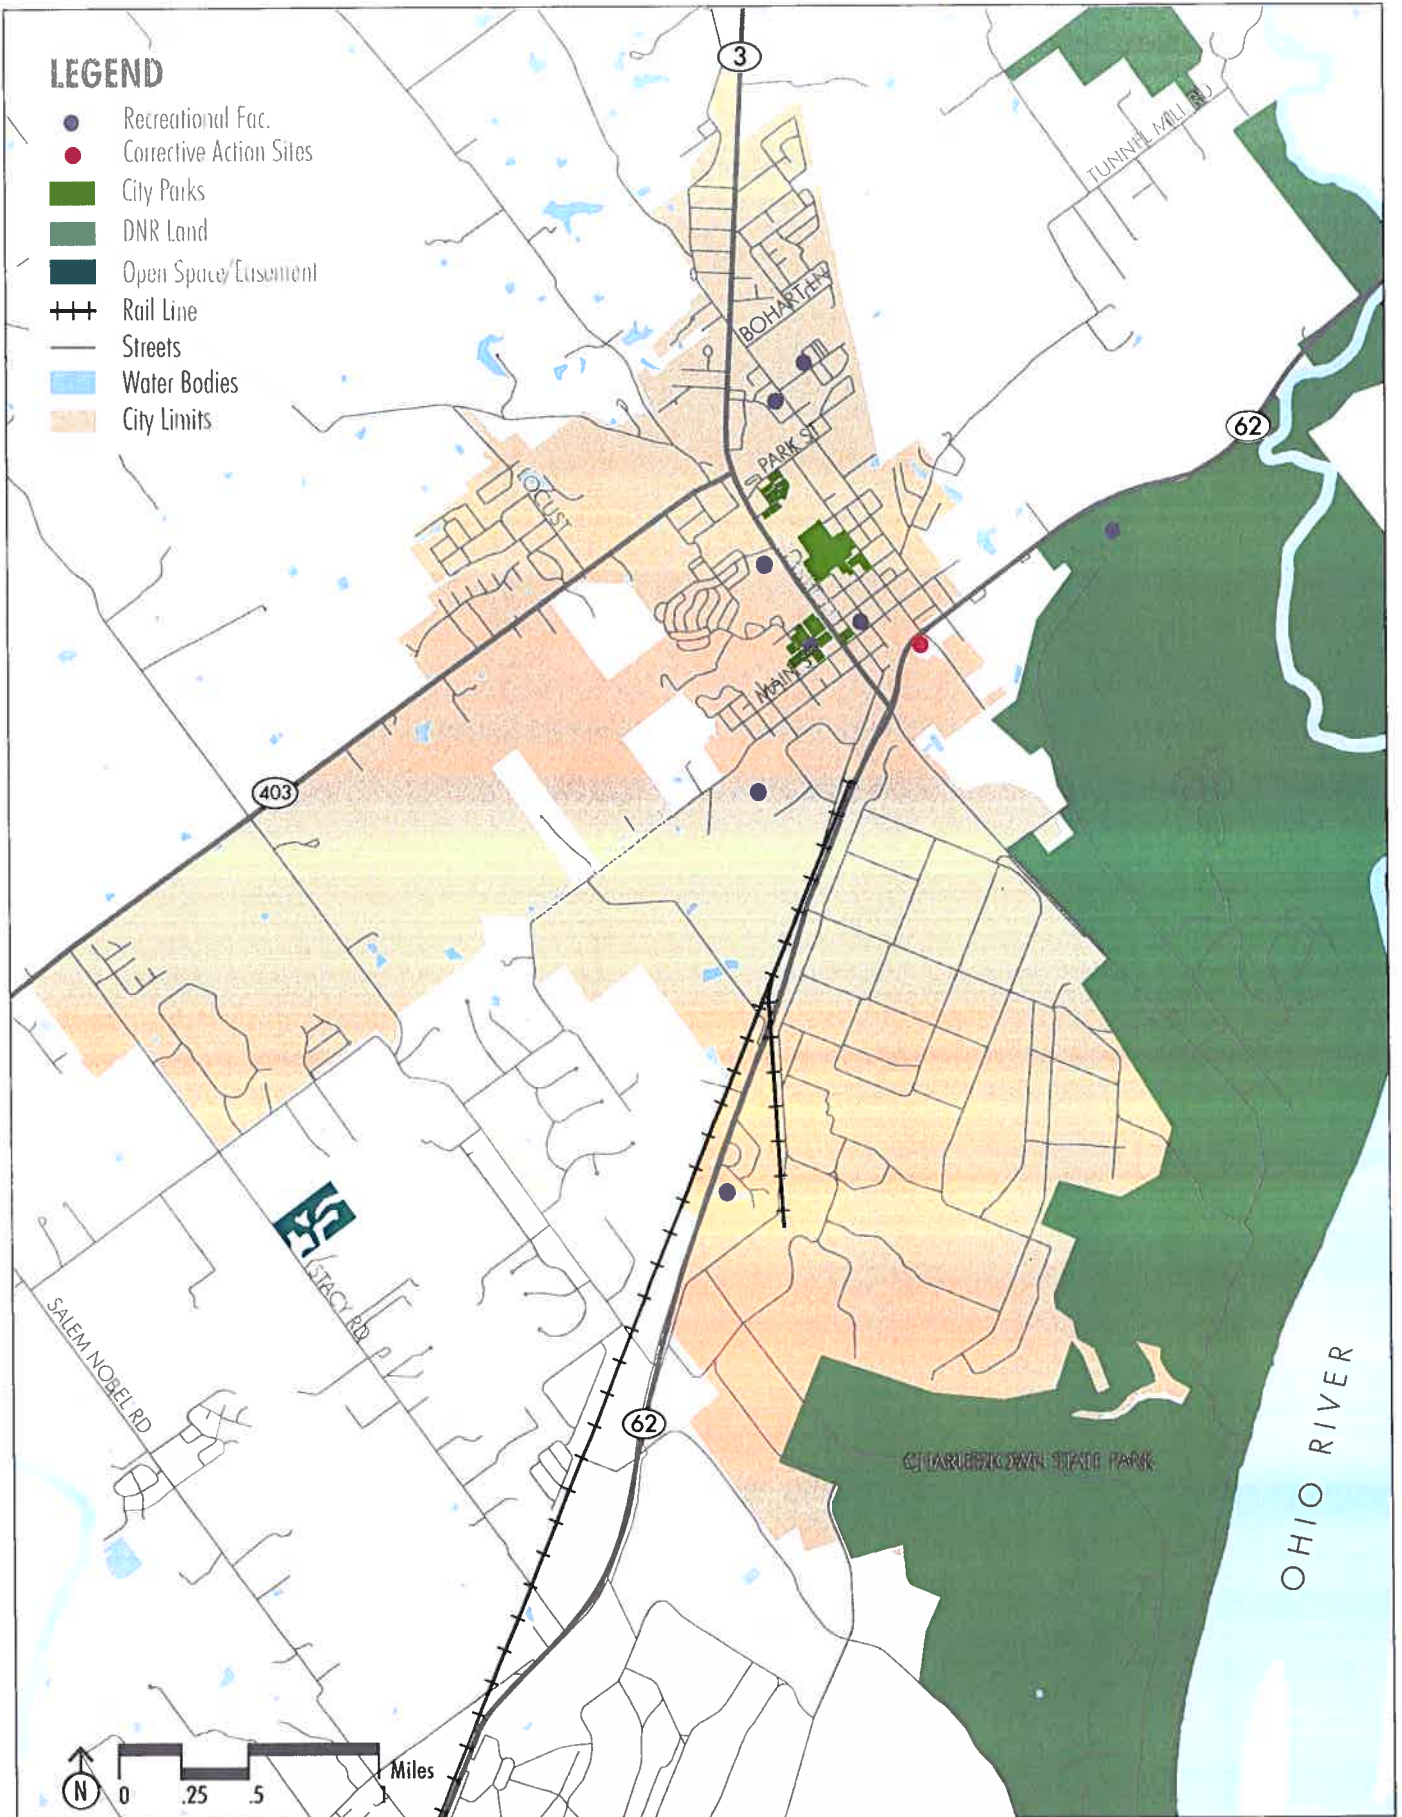 3
LEGEND
Recreational Fac.
Corrective Action Sites
City Parks
DNR Land
Open Space/Easement
Rail Line
Streets
Water Bodies
City Limits
TUNNEL MILL RD
BOHART LN
62
PARK ST
LOCUST
MAIN ST
403
STACY RD
SALEM NOBEL RD
62
CHARLESTOWN STATE PARK
OHIO RIVER
N
0 .25 .5 1
Miles